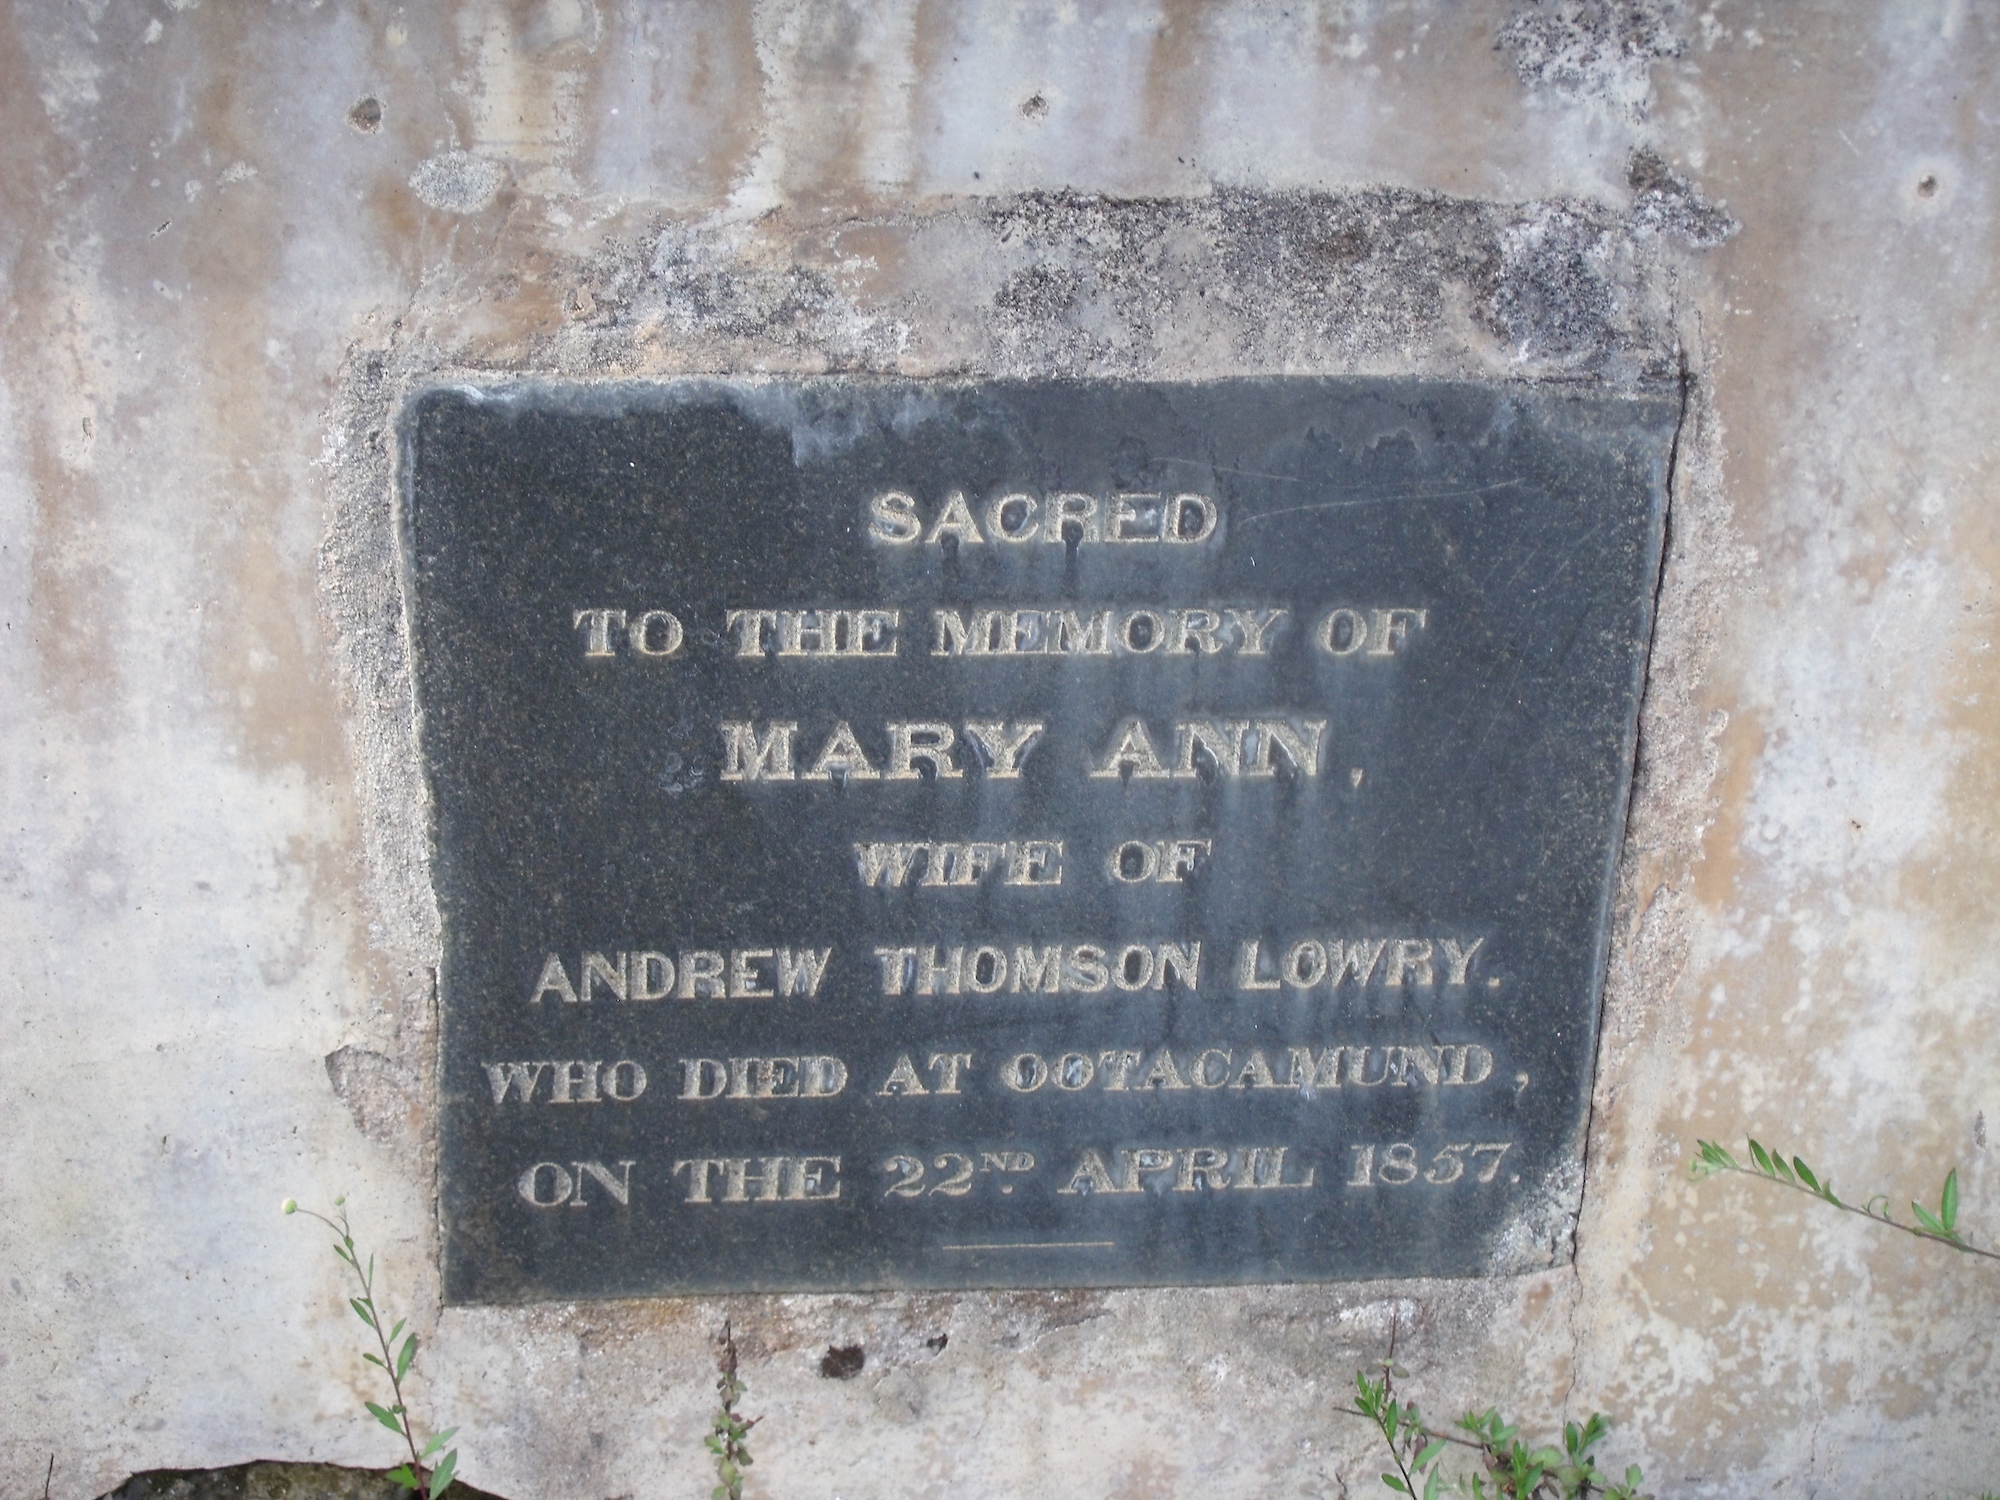 SACRED
TO THE MEMORY OF
MARY ANN,
WIFE OF
ANDREW THOMSON LOWRY.
WHO DIED AT OOTACAMUND,
ON THE 22ND. APRIL 1857.